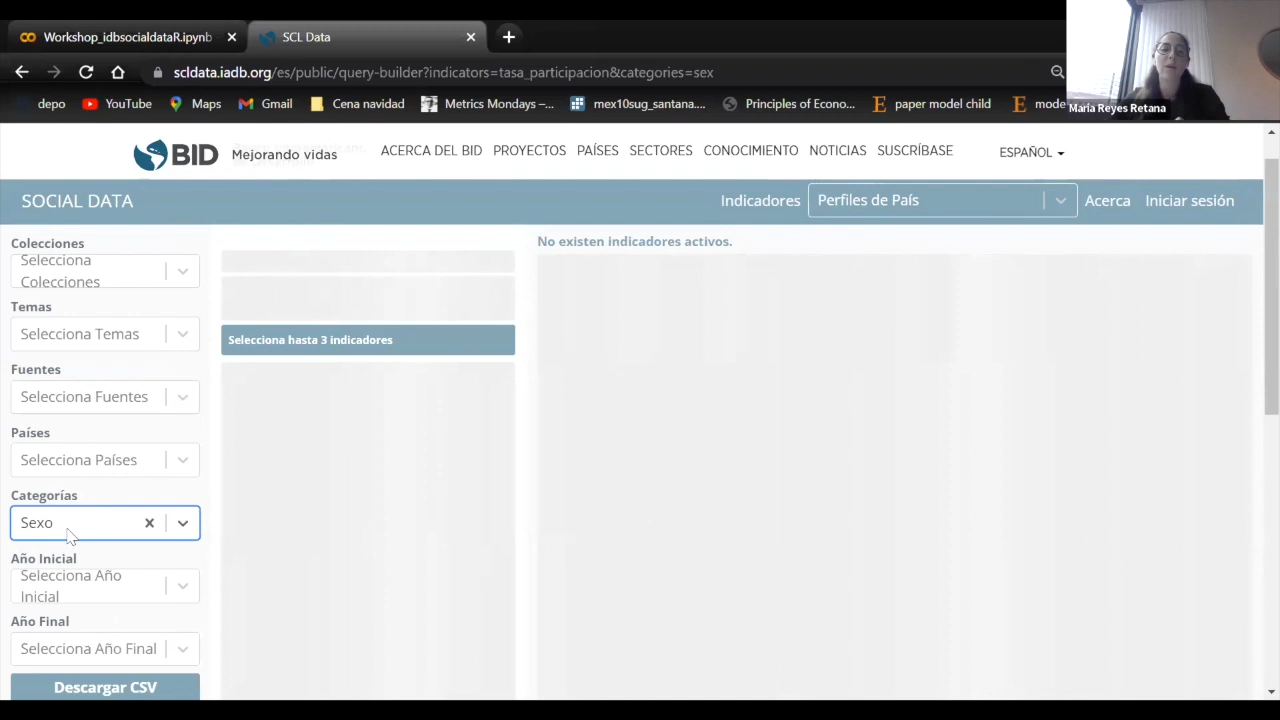 Workshop_idbsocialdataR.ipynb
SCL Data
scldata.iadb.org/es/public/query-builder?indicators=tasa_participacion&categories=sex
depo YouTube Maps Gmail Cena navidad Metrics Mondays –... mex10sug_santana.... Principles of Econo... paper model child mode
María Reyes Retana
BID Mejorando vidas ACERCA DEL BID PROYECTOS PAÍSES SECTORES CONOCIMIENTO NOTICIAS SUSCRÍBASE ESPAÑOL
SOCIAL DATA Indicadores Perfiles de País Acerca Iniciar sesión
Colecciones
Selecciona
Colecciones
Temas
Selecciona Temas
Fuentes
Selecciona Fuentes
Países
Selecciona Países
Categorías
Sexo
Año Inicial
Selecciona Año
Inicial
Año Final
Selecciona Año Final
Descargar CSV
Selecciona hasta 3 indicadores
No existen indicadores activos.